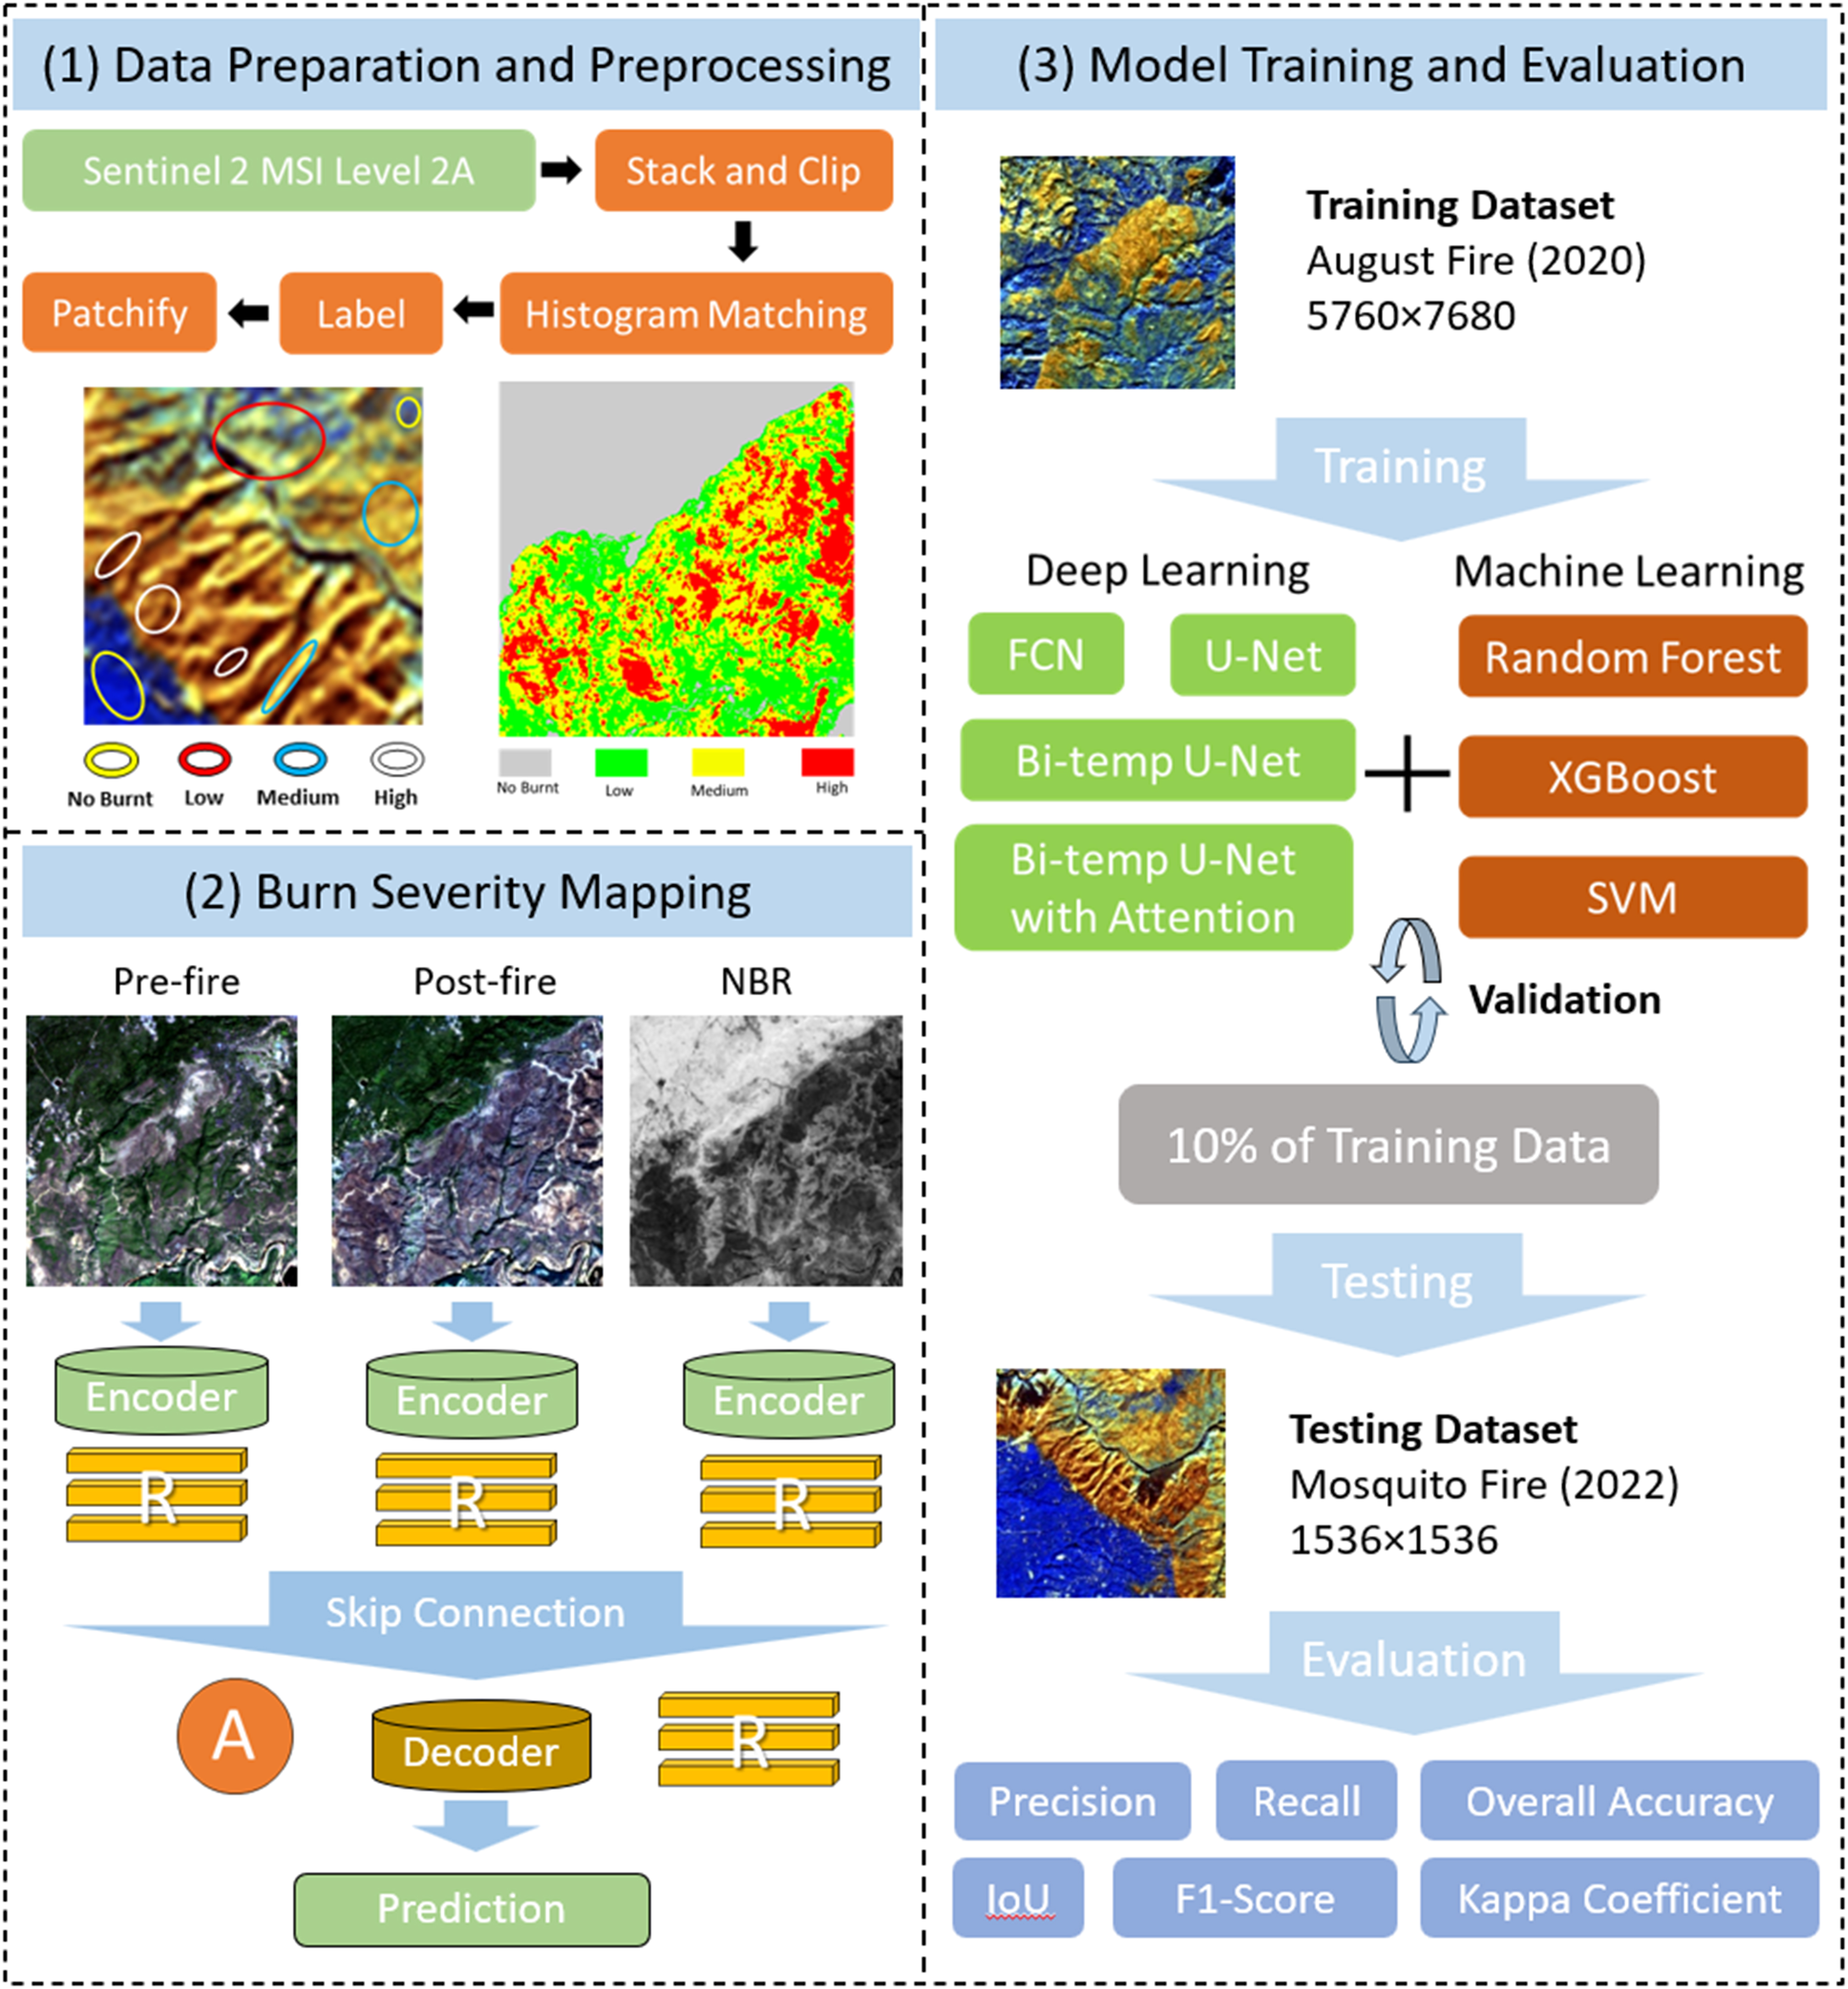 (1) Data Preparation and Preprocessing
Sentinel 2 MSI Level 2A
Stack and Clip
Patchify
Label
Histogram Matching
No Burnt
Low
Medium
High
No Burnt
Low
Medium
High
(2) Burn Severity Mapping
Pre-fire
Post-fire
NBR
Encoder
Encoder
Encoder
R
R
R
Skip Connection
A
Decoder
R
Prediction
(3) Model Training and Evaluation
Training Dataset
August Fire (2020)
5760×7680
Training
Deep Learning
Machine Learning
FCN
U-Net
Random Forest
Bi-temp U-Net
XGBoost
Bi-temp U-Net
with Attention
SVM
Validation
10% of Training Data
Testing
Testing Dataset
Mosquito Fire (2022)
1536×1536
Evaluation
Precision
Recall
Overall Accuracy
IoU
F1-Score
Kappa Coefficient